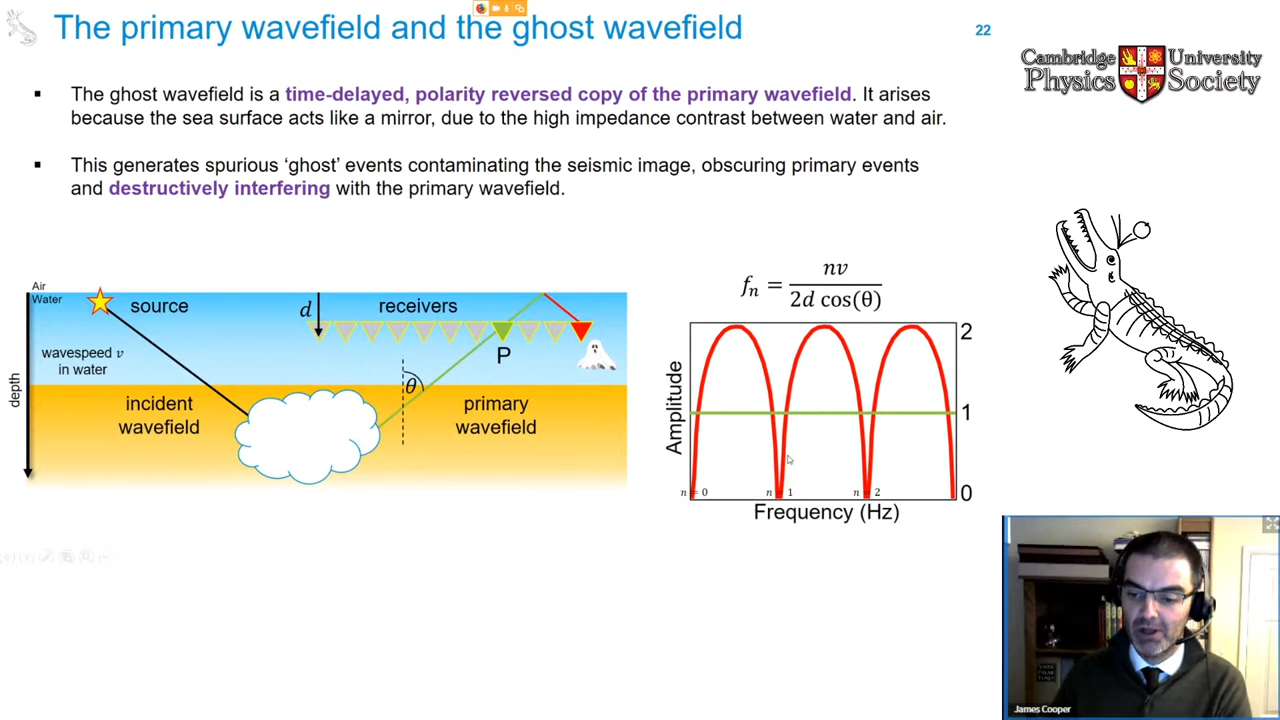 The primary wavefield and the ghost wavefield
22
Cambridge University
Physics Society
▪ The ghost wavefield is a time-delayed, polarity reversed copy of the primary wavefield. It arises
because the sea surface acts like a mirror, due to the high impedance contrast between water and air.
▪ This generates spurious ‘ghost’ events contaminating the seismic image, obscuring primary events
and destructively interfering with the primary wavefield.
Air
Water
source
d
receivers
P
wavespeed v
in water
θ
depth
incident
wavefield
primary
wavefield
fₙ = nv / 2d cos(θ)
2
1
0
Amplitude
n = 0
n = 1
n = 2
Frequency (Hz)
James Cooper